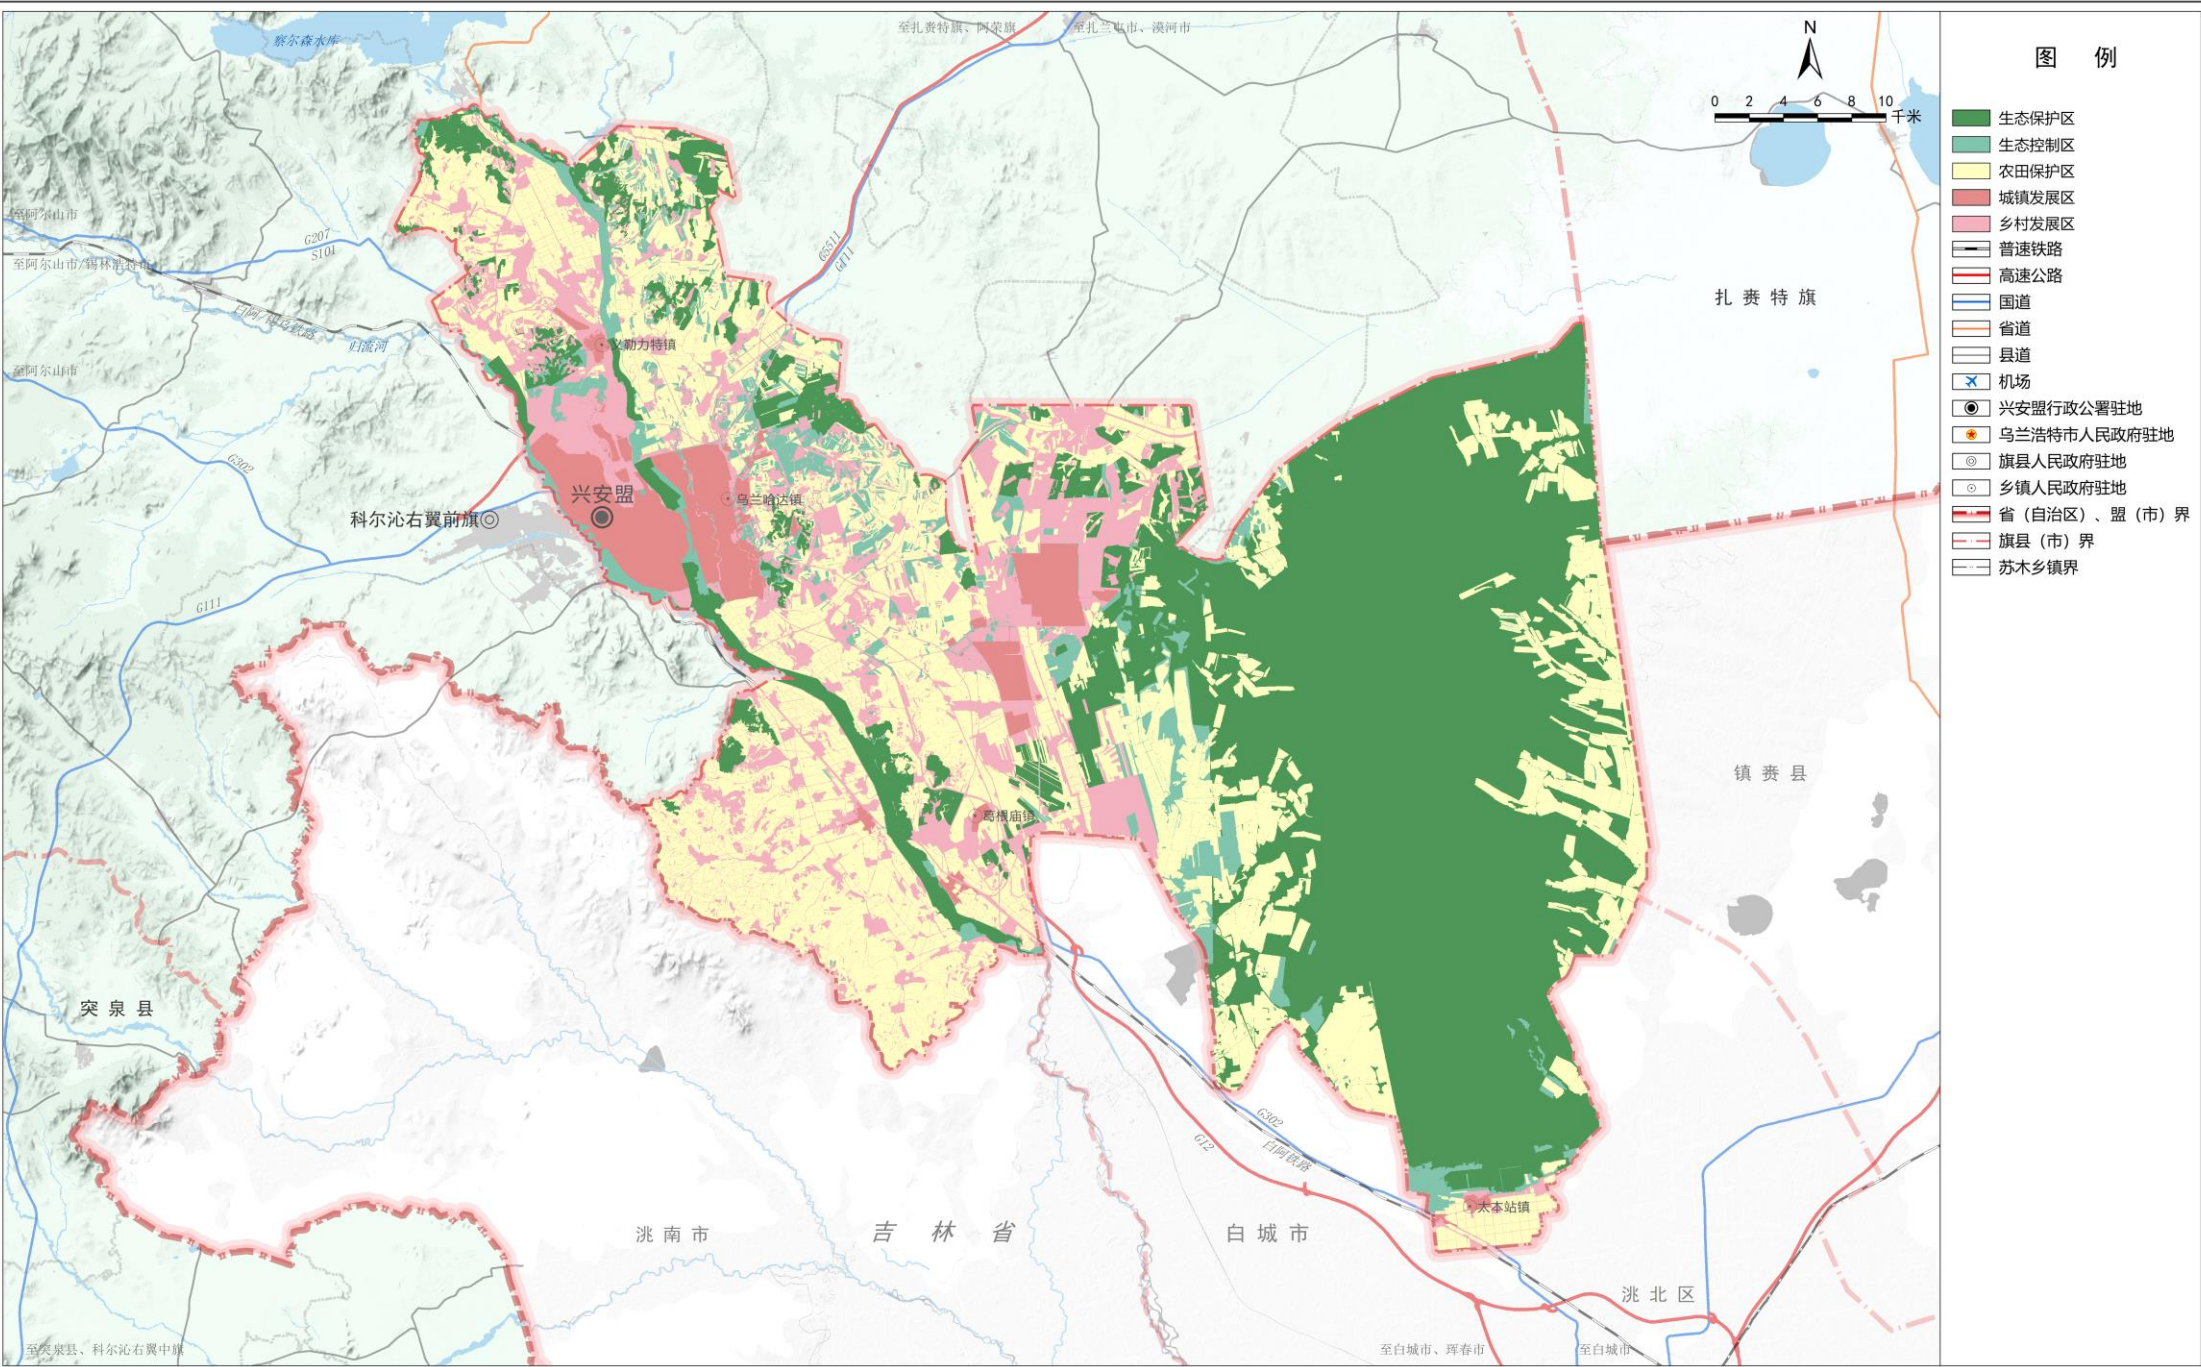 察尔森水库
至扎赉特旗、阿荣旗
至扎兰屯市、漠河市
N
0 2 4 6 8 10
千米
图 例
生态保护区
生态控制区
农田保护区
城镇发展区
乡村发展区
普速铁路
高速公路
国道
省道
县道
机场
兴安盟行政公署驻地
乌兰浩特市人民政府驻地
旗县人民政府驻地
乡镇人民政府驻地
省（自治区）、盟（市）界
旗县（市）界
苏木乡镇界
至阿尔山市
G207
S101
至阿尔山市/锡林浩特市
归流河
至阿尔山市
G5511
G111
扎赉特旗
义勒力特镇
G302
兴安盟
科尔沁右翼前旗
乌兰哈达镇
G111
镇赉县
葛根庙镇
突泉县
G302
G12
白阿铁路
太本站镇
洮南市
吉林省
白城市
洮北区
至突泉县、科尔沁右翼中旗
至白城市、珲春市
至白城市